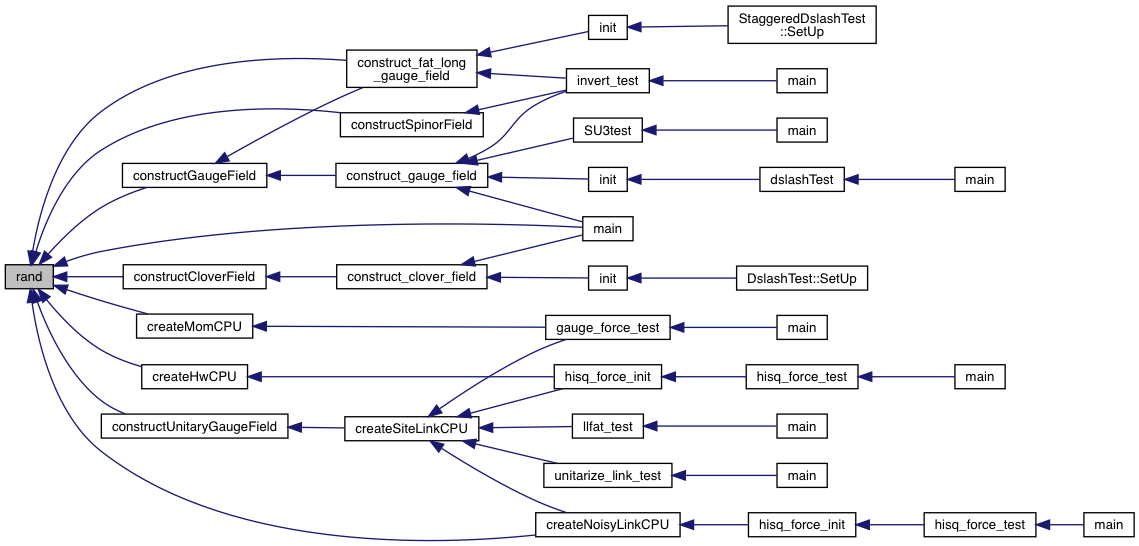 StaggeredDslashTest
::SetUp
init
construct_fat_long
_gauge_field
invert_test
main
constructSpinorField
SU3test
main
constructGaugeField
construct_gauge_field
init
dslashTest
main
main
rand
constructCloverField
construct_clover_field
init
DslashTest::SetUp
createMomCPU
gauge_force_test
main
createHwCPU
hisq_force_init
hisq_force_test
main
constructUnitaryGaugeField
createSiteLinkCPU
llfat_test
main
unitarize_link_test
main
createNoisyLinkCPU
hisq_force_init
hisq_force_test
main